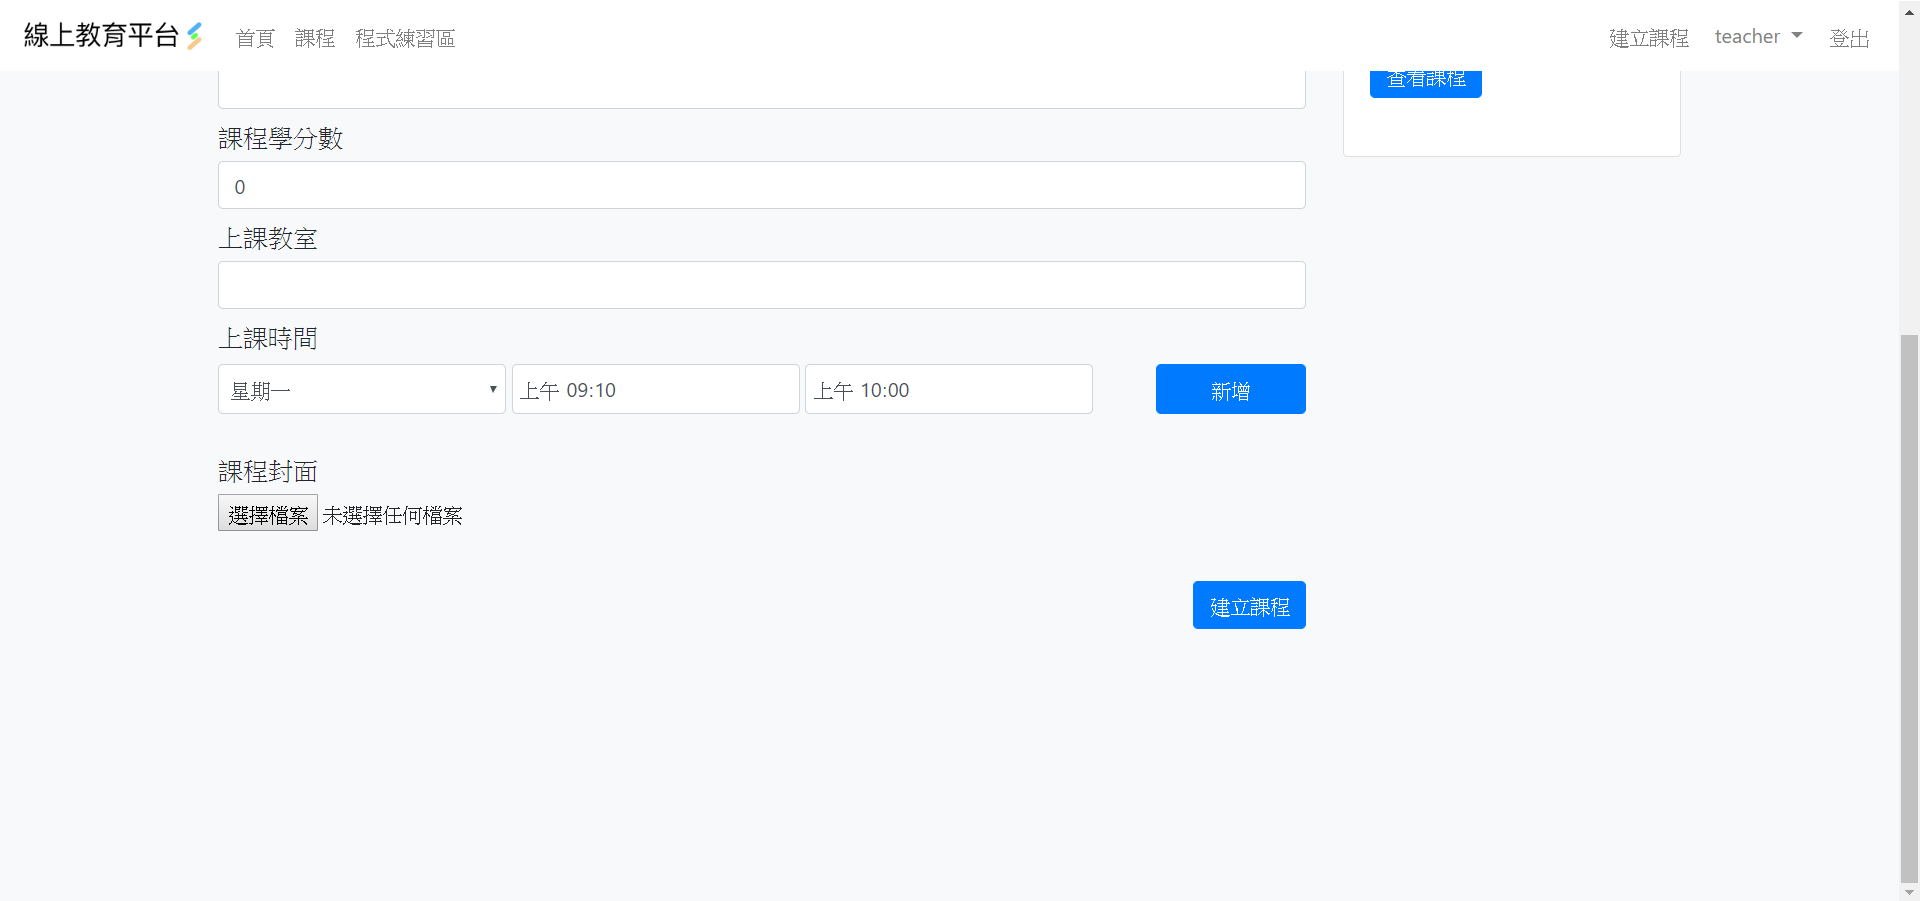 線上教育平台 首頁 課程 程式練習區 建立課程 teacher 登出
查看課程
課程學分數
0
上課教室
上課時間
星期一 上午 09:10 上午 10:00 新增
課程封面
選擇檔案 未選擇任何檔案
建立課程